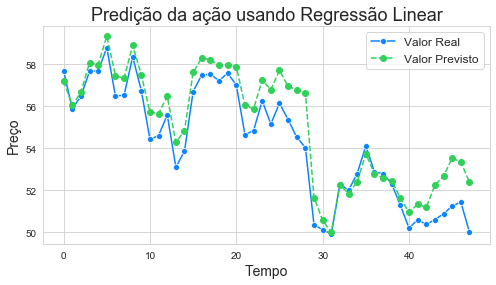 Predição da ação usando Regressão Linear
Valor Real
Valor Previsto
Preço
58
56
54
52
50
0
10
20
30
40
Tempo